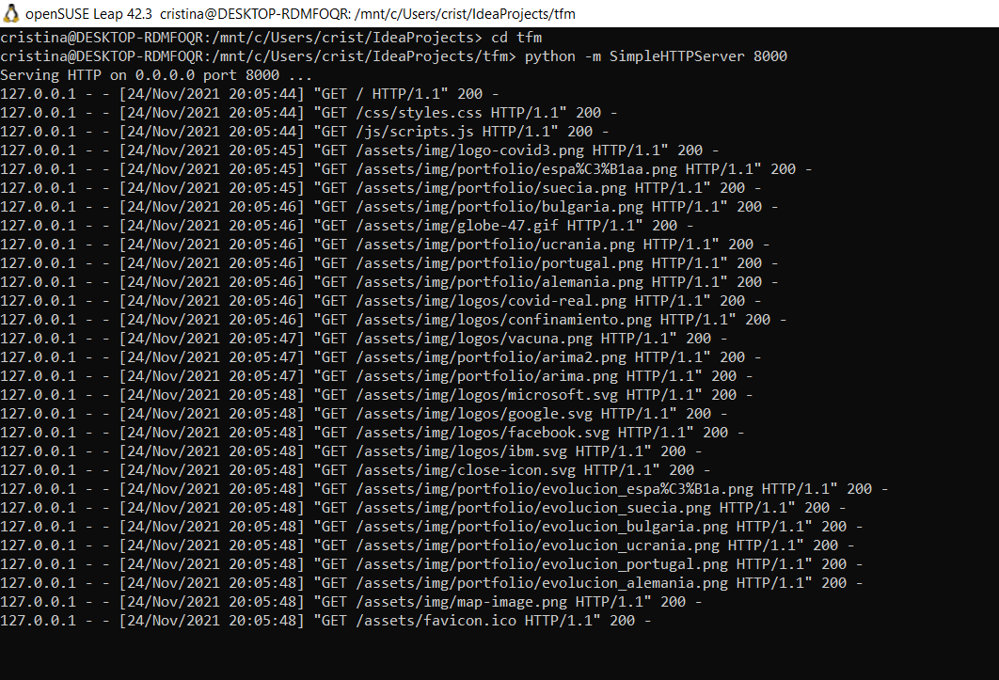 openSUSE Leap 42.3  cristina@DESKTOP-RDMFOQR: /mnt/c/Users/crist/IdeaProjects/tfm
cristina@DESKTOP-RDMFOQR:/mnt/c/Users/crist/IdeaProjects> cd tfm
cristina@DESKTOP-RDMFOQR:/mnt/c/Users/crist/IdeaProjects/tfm> python -m SimpleHTTPServer 8000
Serving HTTP on 0.0.0.0 port 8000 ...
127.0.0.1 - - [24/Nov/2021 20:05:44] "GET / HTTP/1.1" 200 -
127.0.0.1 - - [24/Nov/2021 20:05:44] "GET /css/styles.css HTTP/1.1" 200 -
127.0.0.1 - - [24/Nov/2021 20:05:44] "GET /js/scripts.js HTTP/1.1" 200 -
127.0.0.1 - - [24/Nov/2021 20:05:45] "GET /assets/img/logo-covid3.png HTTP/1.1" 200 -
127.0.0.1 - - [24/Nov/2021 20:05:45] "GET /assets/img/portfolio/espa%C3%B1aa.png HTTP/1.1" 200 -
127.0.0.1 - - [24/Nov/2021 20:05:45] "GET /assets/img/portfolio/suecia.png HTTP/1.1" 200 -
127.0.0.1 - - [24/Nov/2021 20:05:46] "GET /assets/img/portfolio/bulgaria.png HTTP/1.1" 200 -
127.0.0.1 - - [24/Nov/2021 20:05:46] "GET /assets/img/globe-47.gif HTTP/1.1" 200 -
127.0.0.1 - - [24/Nov/2021 20:05:46] "GET /assets/img/portfolio/ucrania.png HTTP/1.1" 200 -
127.0.0.1 - - [24/Nov/2021 20:05:46] "GET /assets/img/portfolio/portugal.png HTTP/1.1" 200 -
127.0.0.1 - - [24/Nov/2021 20:05:46] "GET /assets/img/portfolio/alemania.png HTTP/1.1" 200 -
127.0.0.1 - - [24/Nov/2021 20:05:46] "GET /assets/img/logos/covid-real.png HTTP/1.1" 200 -
127.0.0.1 - - [24/Nov/2021 20:05:46] "GET /assets/img/logos/confinamiento.png HTTP/1.1" 200 -
127.0.0.1 - - [24/Nov/2021 20:05:47] "GET /assets/img/logos/vacuna.png HTTP/1.1" 200 -
127.0.0.1 - - [24/Nov/2021 20:05:47] "GET /assets/img/portfolio/arima2.png HTTP/1.1" 200 -
127.0.0.1 - - [24/Nov/2021 20:05:47] "GET /assets/img/portfolio/arima.png HTTP/1.1" 200 -
127.0.0.1 - - [24/Nov/2021 20:05:48] "GET /assets/img/logos/microsoft.svg HTTP/1.1" 200 -
127.0.0.1 - - [24/Nov/2021 20:05:48] "GET /assets/img/logos/google.svg HTTP/1.1" 200 -
127.0.0.1 - - [24/Nov/2021 20:05:48] "GET /assets/img/logos/facebook.svg HTTP/1.1" 200 -
127.0.0.1 - - [24/Nov/2021 20:05:48] "GET /assets/img/logos/ibm.svg HTTP/1.1" 200 -
127.0.0.1 - - [24/Nov/2021 20:05:48] "GET /assets/img/close-icon.svg HTTP/1.1" 200 -
127.0.0.1 - - [24/Nov/2021 20:05:48] "GET /assets/img/portfolio/evolucion_espa%C3%B1a.png HTTP/1.1" 200 -
127.0.0.1 - - [24/Nov/2021 20:05:48] "GET /assets/img/portfolio/evolucion_suecia.png HTTP/1.1" 200 -
127.0.0.1 - - [24/Nov/2021 20:05:48] "GET /assets/img/portfolio/evolucion_bulgaria.png HTTP/1.1" 200 -
127.0.0.1 - - [24/Nov/2021 20:05:48] "GET /assets/img/portfolio/evolucion_ucrania.png HTTP/1.1" 200 -
127.0.0.1 - - [24/Nov/2021 20:05:48] "GET /assets/img/portfolio/evolucion_portugal.png HTTP/1.1" 200 -
127.0.0.1 - - [24/Nov/2021 20:05:48] "GET /assets/img/portfolio/evolucion_alemania.png HTTP/1.1" 200 -
127.0.0.1 - - [24/Nov/2021 20:05:48] "GET /assets/img/map-image.png HTTP/1.1" 200 -
127.0.0.1 - - [24/Nov/2021 20:05:48] "GET /assets/favicon.ico HTTP/1.1" 200 -